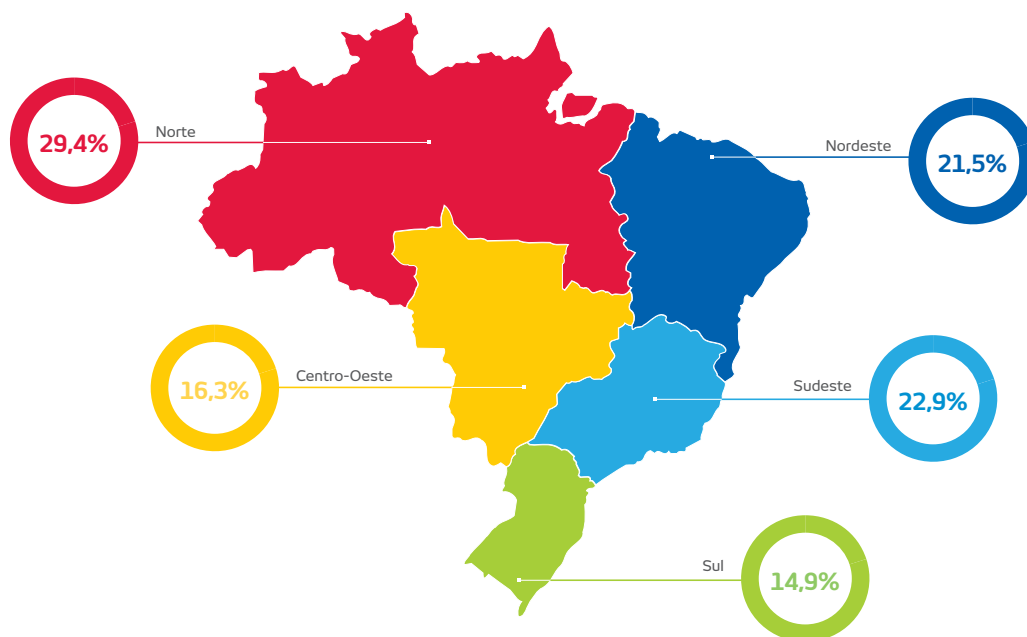 Norte
29,4%
Nordeste
21,5%
Centro-Oeste
16,3%
Sudeste
22,9%
Sul
14,9%